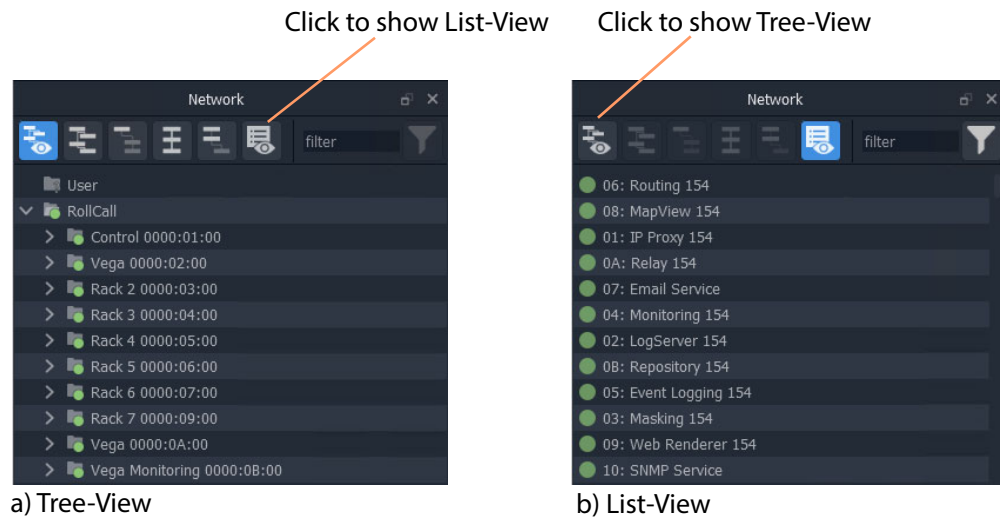 Click to show List-View
Click to show Tree-View
Network
filter
User
RollCall
Control 0000:01:00
Vega 0000:02:00
Rack 2 0000:03:00
Rack 3 0000:04:00
Rack 4 0000:05:00
Rack 5 0000:06:00
Rack 6 0000:07:00
Rack 7 0000:09:00
Vega 0000:0A:00
Vega Monitoring 0000:0B:00
a) Tree-View
Network
filter
06: Routing 154
08: MapView 154
01: IP Proxy 154
0A: Relay 154
07: Email Service
04: Monitoring 154
02: LogServer 154
0B: Repository 154
05: Event Logging 154
03: Masking 154
09: Web Renderer 154
10: SNMP Service
b) List-View